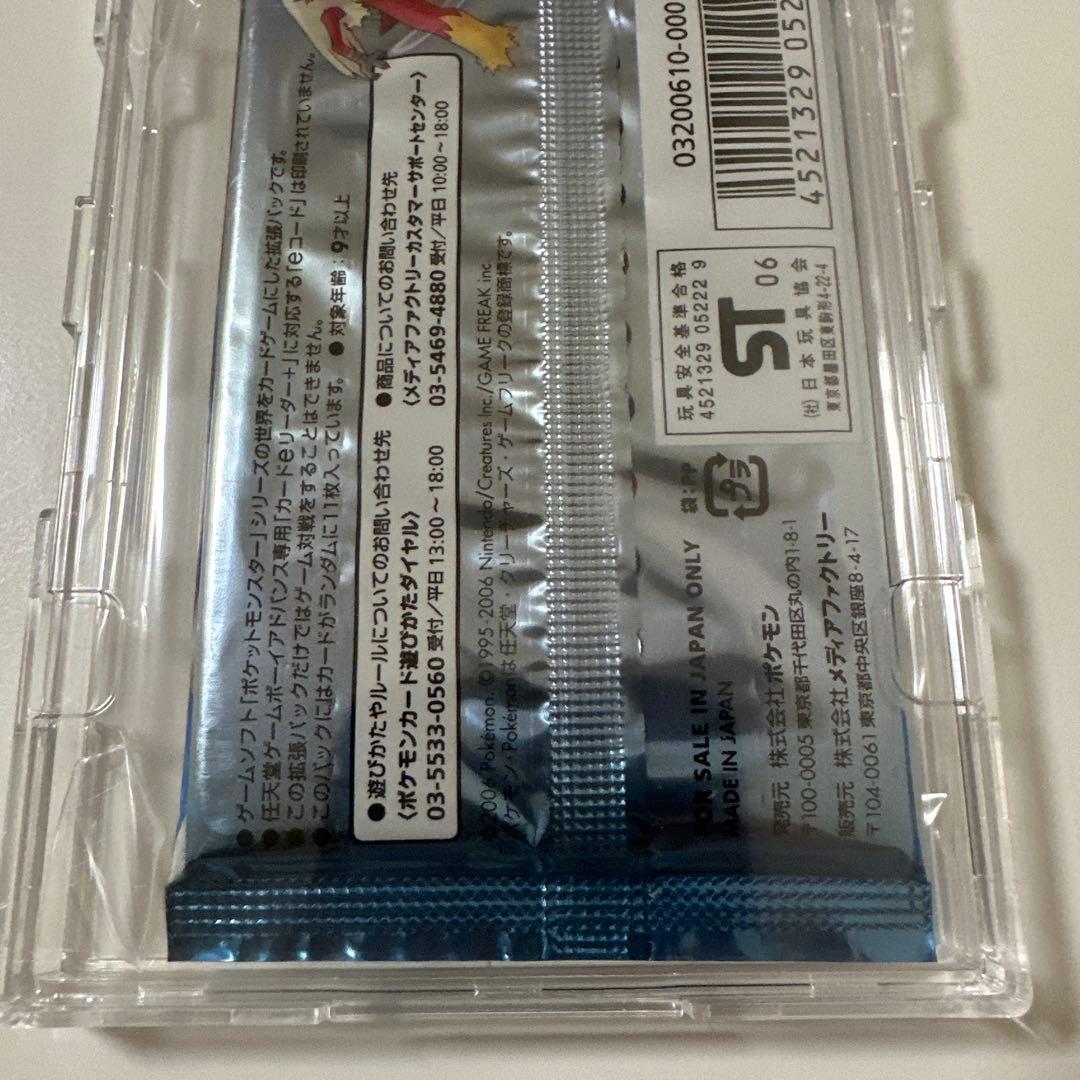 ●ゲームソフト「ポケットモンスター」シリーズの世界をカードゲームにした拡張パックです。
●任天堂ゲームボーイアドバンス専用「カードeリーダー+」に対応する「eコード」は印刷されていません。
●この拡張パックだけではゲーム対戦をすることはできません。
●このパックにはカードがランダムに11枚入っています。 ●対象年齢：9才以上
●遊びかたやルールについてのお問い合わせ先
〈ポケモンカード遊びかたダイヤル〉
03-5533-0560 受付／平日 13:00～18:00
●商品についてのお問い合わせ先
〈メディアファクトリーカスタマーサポートセンター〉
03-5469-4880 受付／平日 10:00～18:00
©2006 Pokémon. ©1995-2006 Nintendo/Creatures inc./GAME FREAK inc.
ポケモン・Pokémonは任天堂・クリーチャーズ・ゲームフリークの登録商標です。
FOR SALE IN JAPAN ONLY
MADE IN JAPAN
袋：PP
プラ
発売元 株式会社ポケモン
〒100-0005 東京都千代田区丸の内1-8-1
販売元 株式会社メディアファクトリー
〒104-0061 東京都中央区銀座8-4-17
玩具安全基準合格
4521329 05222 9
ST 06
(社)日本玩具協会
東京都墨田区東駒形4-22-4
03200610-000
4521329052